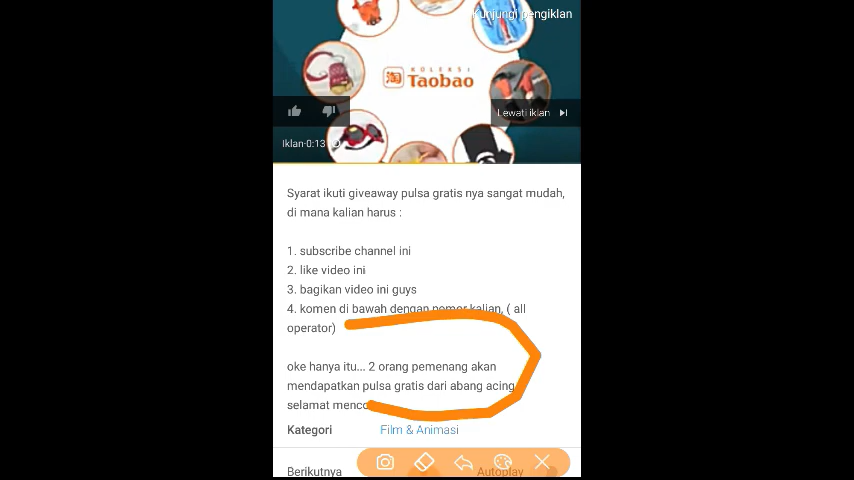 Kunjungi pengiklan
KOLEKSI
淘 Taobao
Lewati iklan
Iklan·0:13
Syarat ikuti giveaway pulsa gratis nya sangat mudah,
di mana kalian harus :
1. subscribe channel ini
2. like video ini
3. bagikan video ini guys
4. komen di bawah dengan nomor kalian, ( all
operator)
oke hanya itu... 2 orang pemenang akan
mendapatkan pulsa gratis dari abang acing
selamat
Kategori Film & Animasi
Berikutnya Autoplay